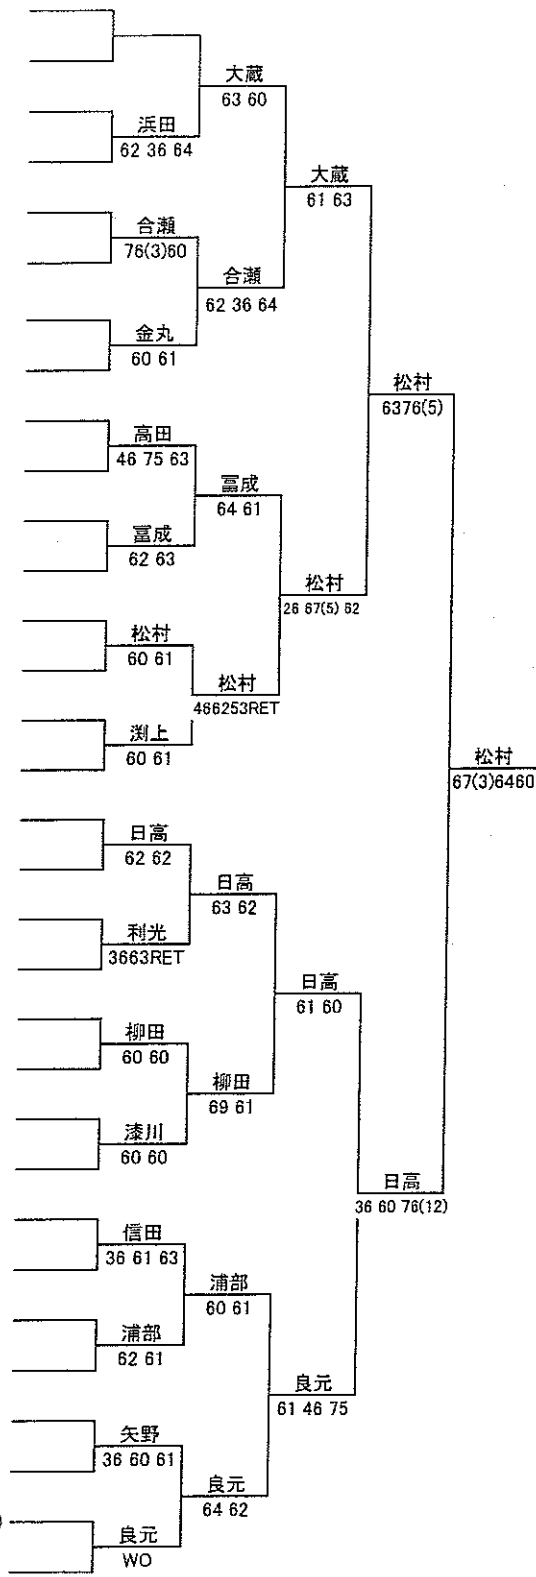 大蔵
63 60
浜田
62 36 64
大蔵
61 63
合瀬
76(3)60
合瀬
62 36 64
金丸
60 61
松村
6376(5)
高田
46 75 63
冨成
64 61
冨成
62 63
松村
26 67(5) 62
松村
60 61
松村
466253RET
渕上
60 61
松村
67(3)6460
日高
62 62
日高
63 62
利光
3663RET
日高
61 60
柳田
60 60
柳田
69 61
漆川
60 60
日高
36 60 76(12)
信田
36 61 63
浦部
60 61
浦部
62 61
良元
61 46 75
矢野
36 60 61
良元
64 62
良元
WO